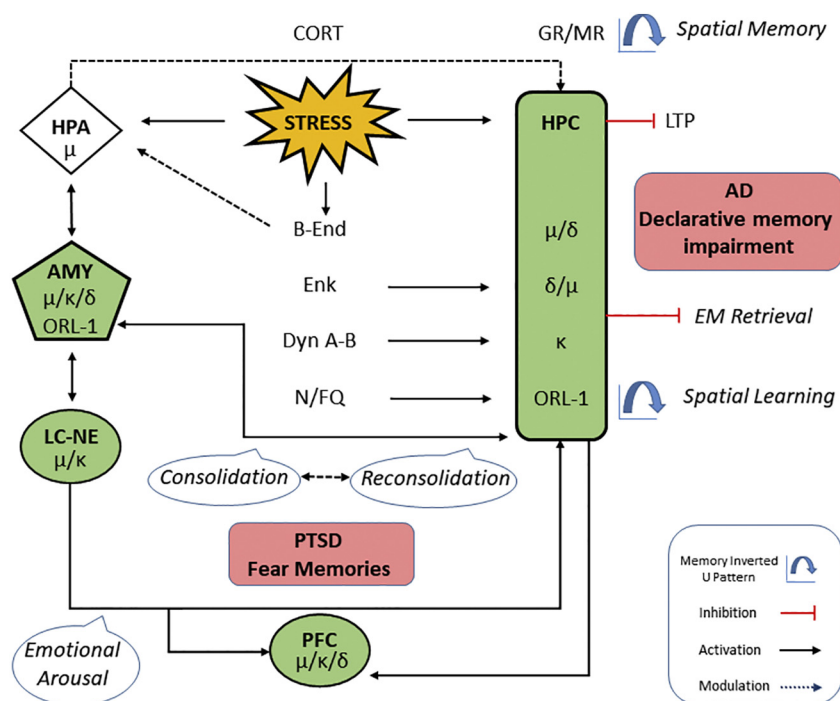 CORT
GR/MR
Spatial Memory
HPA
μ
STRESS
HPC
LTP
B-End
μ/δ
AD
Declarative memory
impairment
AMY
μ/κ/δ
ORL-1
Enk
δ/μ
EM Retrieval
Dyn A-B
κ
N/FQ
ORL-1
Spatial Learning
LC-NE
μ/κ
Consolidation
Reconsolidation
PTSD
Fear Memories
Emotional
Arousal
PFC
μ/κ/δ
Memory Inverted
U Pattern
Inhibition
Activation
Modulation